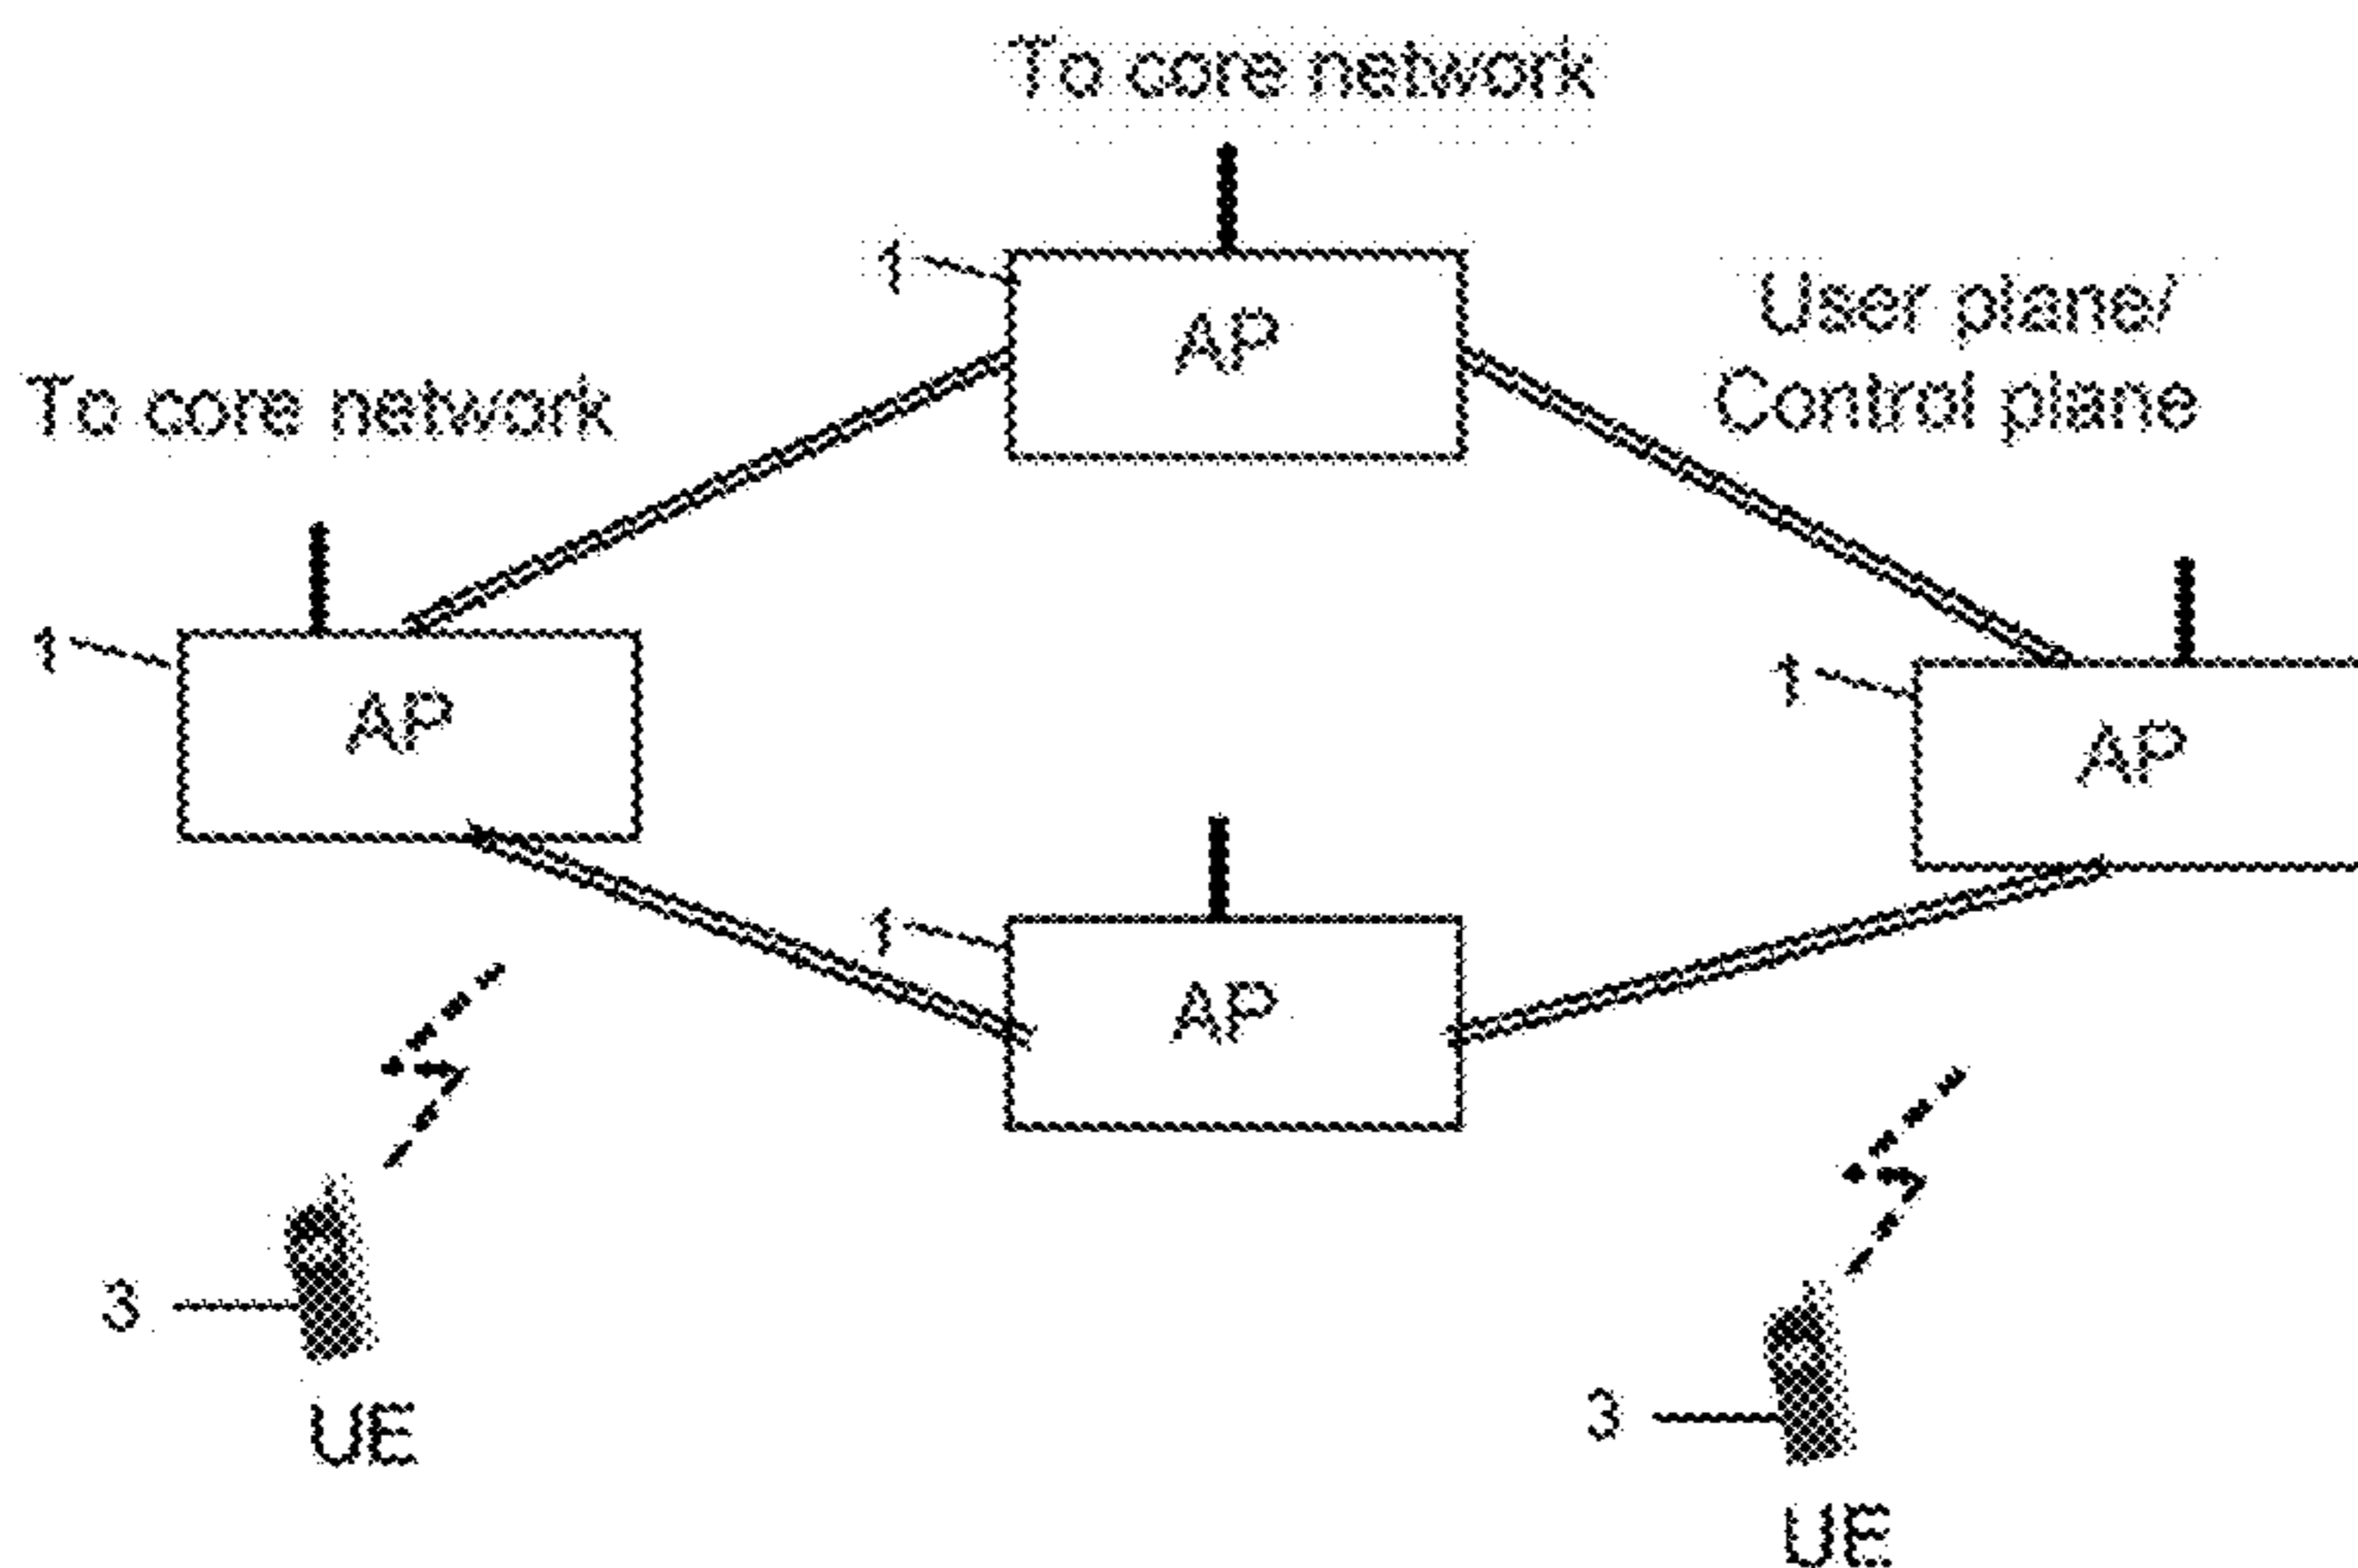 To core network
1
AP
User plane/
Control plane
To core network
1
AP
1
AP
1
AP
3
UE
3
UE